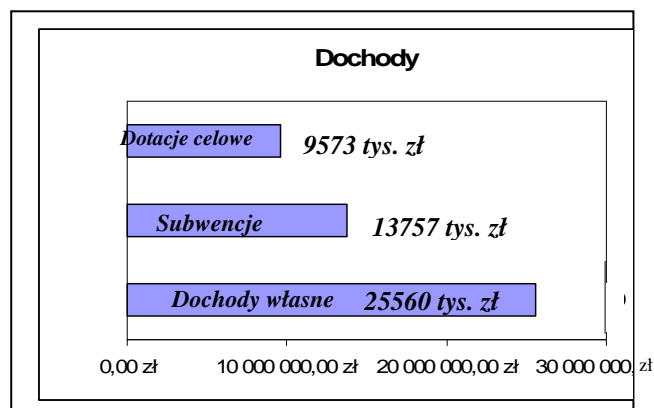 Dochody
Dotacje celowe 9573 tys. zł
Subwencje 13757 tys. zł
Dochody własne 25560 tys. zł
0,00 zł 10 000 000,00 zł 20 000 000,00 zł 30 000 000, zł